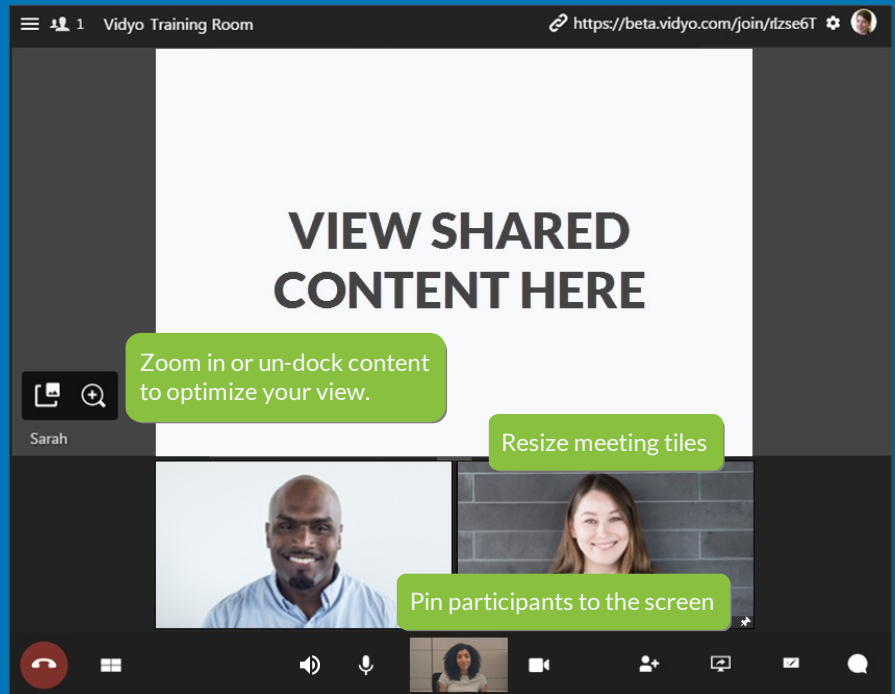 1 Vidyo Training Room
https://beta.vidyo.com/join/rlzse6T
VIEW SHARED
CONTENT HERE
Zoom in or un-dock content
to optimize your view.
Sarah
Resize meeting tiles
Pin participants to the screen